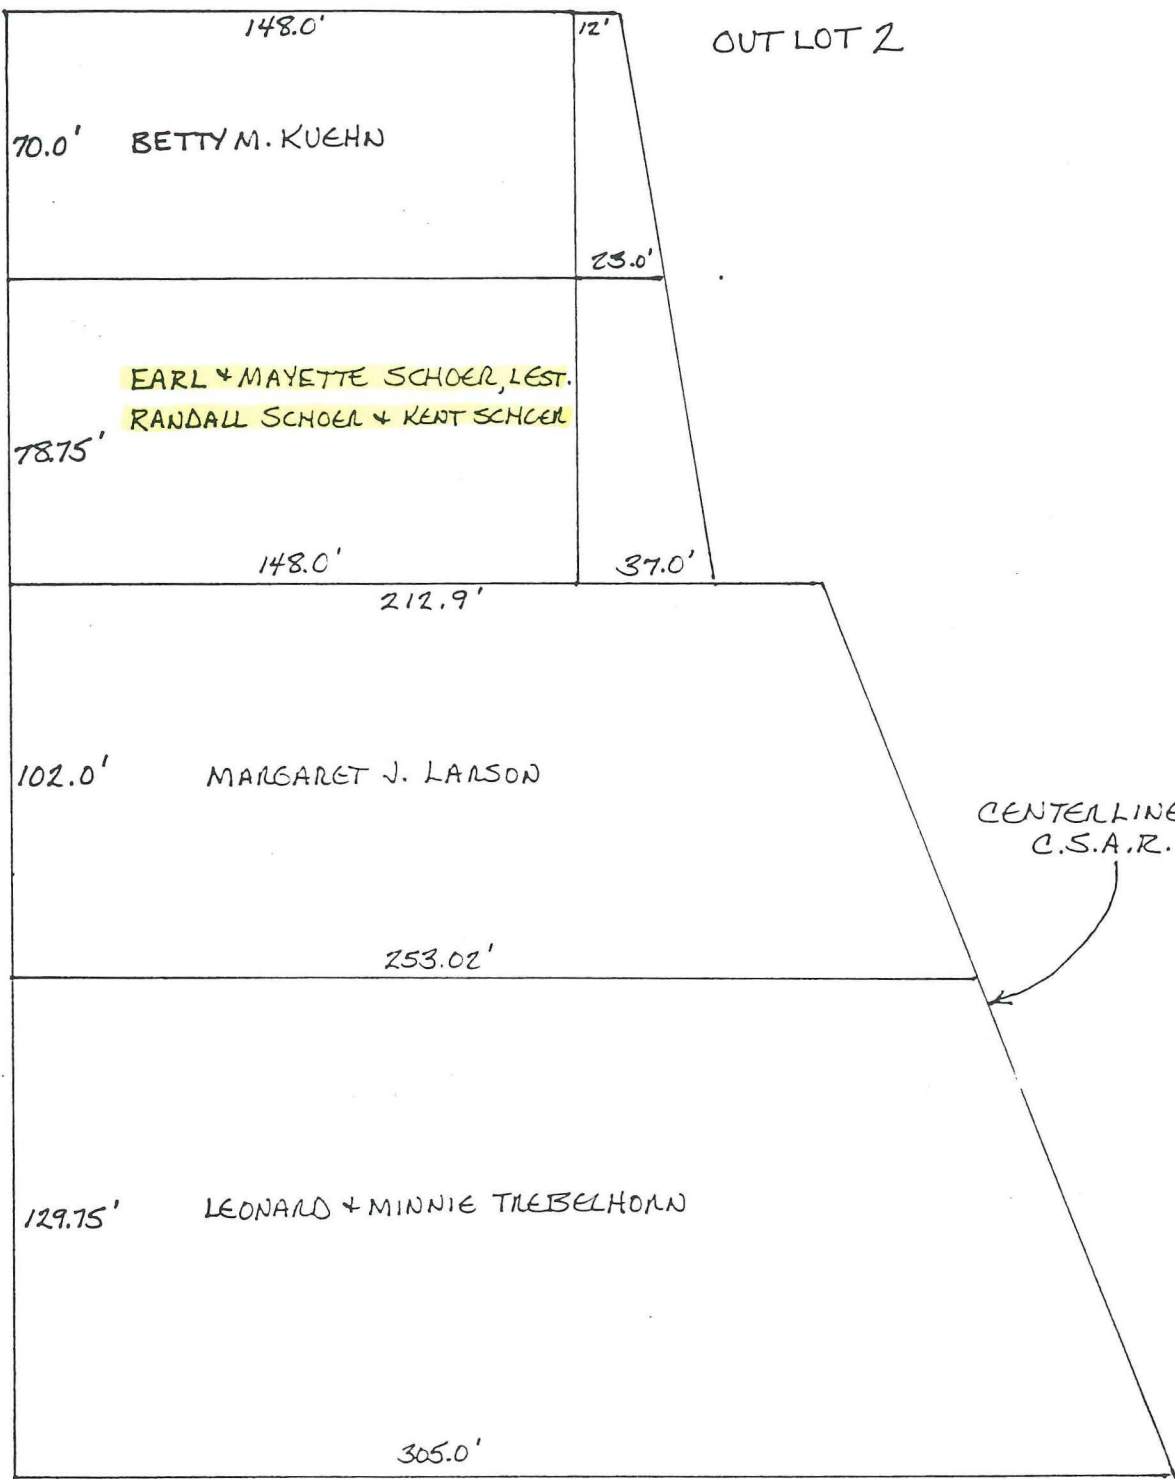 148.0'
12'
OUT LOT 2
70.0'
BETTY M. KUEHN
23.0'
EARL & MAYETTE SCHOER, LEST.
RANDALL SCHOER & KENT SCHOER
78.75'
148.0'
37.0'
212.9'
102.0'
MARGARET J. LARSON
CENTERLINE
C.S.A.R.
253.02'
129.75'
LEONARD & MINNIE TREBELHORN
305.0'